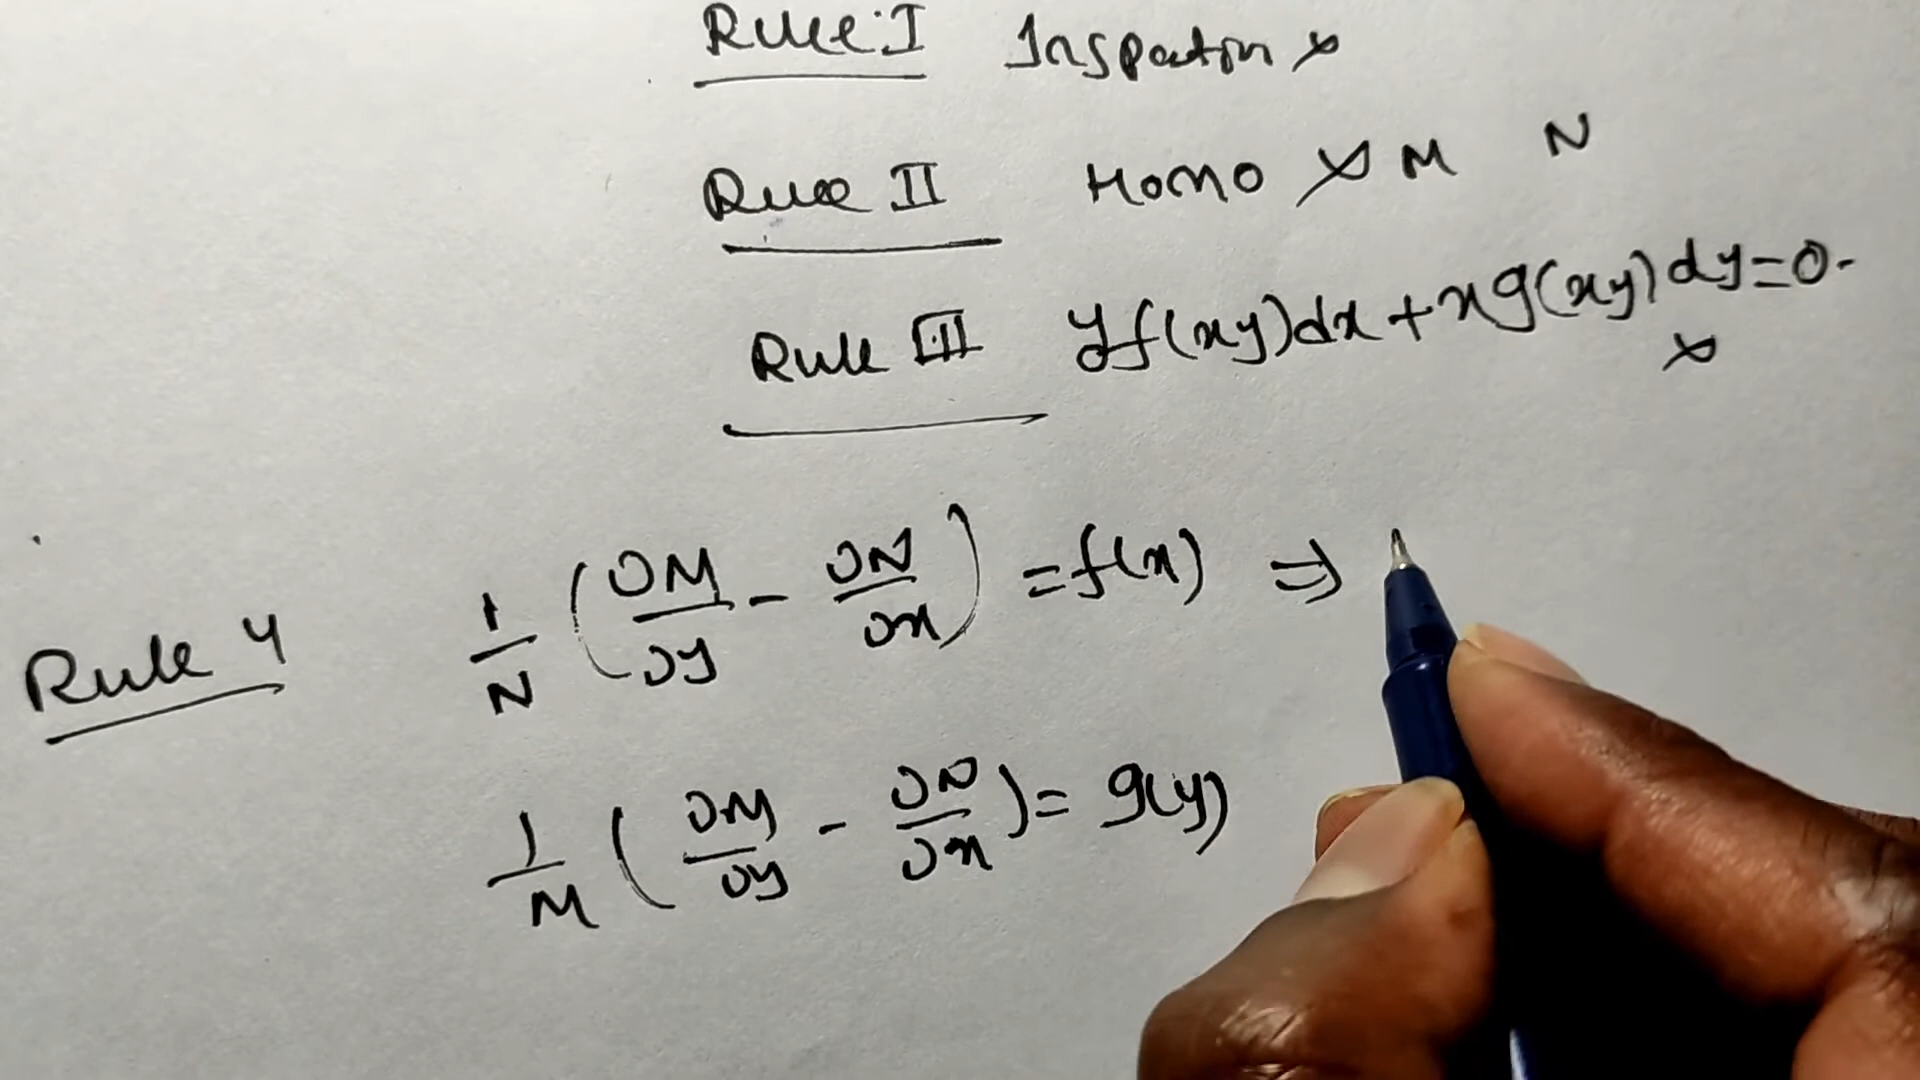 Rule:I Inspection x
Rule II Homo x M N
Rule III yf(xy)dx + xg(xy)dy=0.
x
Rule 4 1/N (∂M/∂y - ∂N/∂x) = f(x) ⇒
1/M (∂M/∂y - ∂N/∂x) = g(y)